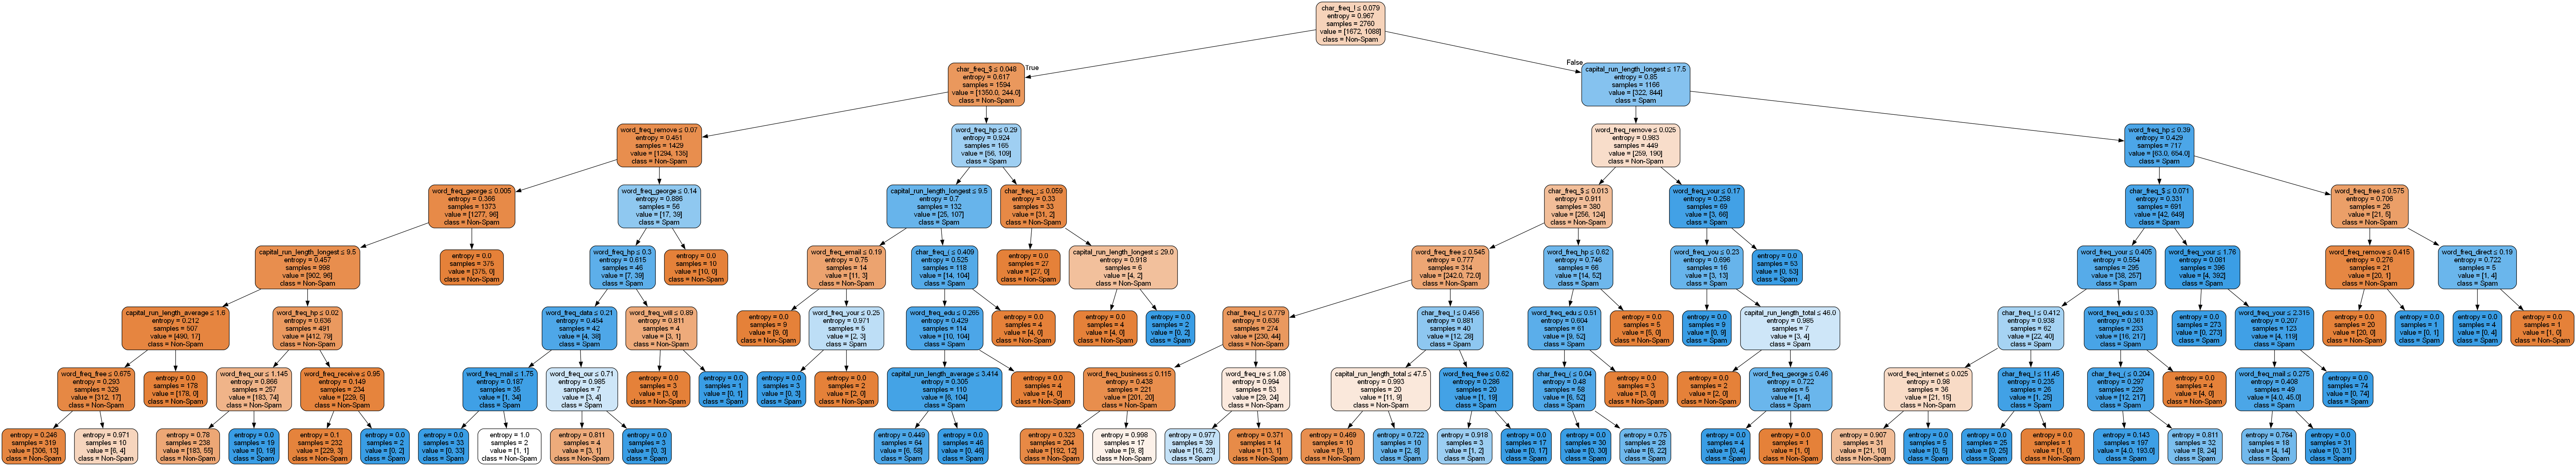 char_freq_! ≤ 0.079
entropy = 0.967
samples = 2760
value = [1672, 1088]
class = Non-Spam
True
False
char_freq_$ ≤ 0.048
entropy = 0.617
samples = 1594
value = [1350.0, 244.0]
class = Non-Spam
capital_run_length_longest ≤ 17.5
entropy = 0.85
samples = 1166
value = [322, 844]
class = Spam
word_freq_remove ≤ 0.07
entropy = 0.451
samples = 1429
value = [1294, 135]
class = Non-Spam
word_freq_hp ≤ 0.29
entropy = 0.924
samples = 165
value = [56, 109]
class = Spam
word_freq_remove ≤ 0.025
entropy = 0.983
samples = 449
value = [259, 190]
class = Non-Spam
word_freq_hp ≤ 0.39
entropy = 0.429
samples = 717
value = [63.0, 654.0]
class = Spam
word_freq_george ≤ 0.005
entropy = 0.366
samples = 1373
value = [1277, 96]
class = Non-Spam
word_freq_george ≤ 0.14
entropy = 0.886
samples = 56
value = [17, 39]
class = Spam
capital_run_length_longest ≤ 9.5
entropy = 0.7
samples = 132
value = [25, 107]
class = Spam
char_freq_; ≤ 0.059
entropy = 0.33
samples = 33
value = [31, 2]
class = Non-Spam
char_freq_$ ≤ 0.013
entropy = 0.911
samples = 380
value = [256, 124]
class = Non-Spam
word_freq_your ≤ 0.17
entropy = 0.258
samples = 69
value = [3, 66]
class = Spam
char_freq_$ ≤ 0.071
entropy = 0.331
samples = 691
value = [42, 649]
class = Spam
word_freq_free ≤ 0.575
entropy = 0.706
samples = 26
value = [21, 5]
class = Non-Spam
capital_run_length_longest ≤ 9.5
entropy = 0.457
samples = 998
value = [902, 96]
class = Non-Spam
entropy = 0.0
samples = 375
value = [375, 0]
class = Non-Spam
word_freq_hp ≤ 0.3
entropy = 0.615
samples = 46
value = [7, 39]
class = Spam
entropy = 0.0
samples = 10
value = [10, 0]
class = Non-Spam
word_freq_email ≤ 0.19
entropy = 0.75
samples = 14
value = [11, 3]
class = Non-Spam
char_freq_( ≤ 0.409
entropy = 0.525
samples = 118
value = [14, 104]
class = Spam
entropy = 0.0
samples = 27
value = [27, 0]
class = Non-Spam
capital_run_length_longest ≤ 29.0
entropy = 0.918
samples = 6
value = [4, 2]
class = Non-Spam
word_freq_free ≤ 0.545
entropy = 0.777
samples = 314
value = [242.0, 72.0]
class = Non-Spam
word_freq_hp ≤ 0.62
entropy = 0.746
samples = 66
value = [14, 52]
class = Spam
word_freq_you ≤ 0.23
entropy = 0.696
samples = 16
value = [3, 13]
class = Spam
entropy = 0.0
samples = 53
value = [0, 53]
class = Spam
word_freq_your ≤ 0.405
entropy = 0.554
samples = 295
value = [38, 257]
class = Spam
word_freq_your ≤ 1.76
entropy = 0.081
samples = 396
value = [4, 392]
class = Spam
word_freq_remove ≤ 0.415
entropy = 0.276
samples = 21
value = [20, 1]
class = Non-Spam
word_freq_direct ≤ 0.19
entropy = 0.722
samples = 5
value = [1, 4]
class = Spam
capital_run_length_average ≤ 1.6
entropy = 0.212
samples = 507
value = [490, 17]
class = Non-Spam
word_freq_hp ≤ 0.02
entropy = 0.636
samples = 491
value = [412, 79]
class = Non-Spam
word_freq_data ≤ 0.21
entropy = 0.454
samples = 42
value = [4, 38]
class = Spam
word_freq_will ≤ 0.89
entropy = 0.811
samples = 4
value = [3, 1]
class = Non-Spam
entropy = 0.0
samples = 9
value = [9, 0]
class = Non-Spam
word_freq_your ≤ 0.25
entropy = 0.971
samples = 5
value = [2, 3]
class = Spam
word_freq_edu ≤ 0.265
entropy = 0.429
samples = 114
value = [10, 104]
class = Spam
entropy = 0.0
samples = 4
value = [4, 0]
class = Non-Spam
entropy = 0.0
samples = 4
value = [4, 0]
class = Non-Spam
entropy = 0.0
samples = 2
value = [0, 2]
class = Spam
char_freq_! ≤ 0.779
entropy = 0.636
samples = 274
value = [230, 44]
class = Non-Spam
char_freq_! ≤ 0.456
entropy = 0.881
samples = 40
value = [12, 28]
class = Spam
word_freq_edu ≤ 0.51
entropy = 0.604
samples = 61
value = [9, 52]
class = Spam
entropy = 0.0
samples = 5
value = [5, 0]
class = Non-Spam
entropy = 0.0
samples = 9
value = [0, 9]
class = Spam
capital_run_length_total ≤ 46.0
entropy = 0.985
samples = 7
value = [3, 4]
class = Spam
char_freq_! ≤ 0.412
entropy = 0.938
samples = 62
value = [22, 40]
class = Spam
word_freq_edu ≤ 0.33
entropy = 0.361
samples = 233
value = [16, 217]
class = Spam
entropy = 0.0
samples = 273
value = [0, 273]
class = Spam
word_freq_your ≤ 2.315
entropy = 0.207
samples = 123
value = [4, 119]
class = Spam
entropy = 0.0
samples = 20
value = [20, 0]
class = Non-Spam
entropy = 0.0
samples = 1
value = [0, 1]
class = Spam
entropy = 0.0
samples = 4
value = [0, 4]
class = Spam
entropy = 0.0
samples = 1
value = [1, 0]
class = Non-Spam
word_freq_free ≤ 0.675
entropy = 0.293
samples = 329
value = [312, 17]
class = Non-Spam
entropy = 0.0
samples = 178
value = [178, 0]
class = Non-Spam
word_freq_our ≤ 1.145
entropy = 0.866
samples = 257
value = [183, 74]
class = Non-Spam
word_freq_receive ≤ 0.95
entropy = 0.149
samples = 234
value = [229, 5]
class = Non-Spam
word_freq_mail ≤ 1.75
entropy = 0.187
samples = 35
value = [1, 34]
class = Spam
word_freq_our ≤ 0.71
entropy = 0.985
samples = 7
value = [3, 4]
class = Spam
entropy = 0.0
samples = 3
value = [3, 0]
class = Non-Spam
entropy = 0.0
samples = 1
value = [0, 1]
class = Spam
entropy = 0.0
samples = 3
value = [0, 3]
class = Spam
entropy = 0.0
samples = 2
value = [2, 0]
class = Non-Spam
capital_run_length_average ≤ 3.414
entropy = 0.305
samples = 110
value = [6, 104]
class = Spam
entropy = 0.0
samples = 4
value = [4, 0]
class = Non-Spam
word_freq_business ≤ 0.115
entropy = 0.438
samples = 221
value = [201, 20]
class = Non-Spam
word_freq_re ≤ 1.08
entropy = 0.994
samples = 53
value = [29, 24]
class = Non-Spam
capital_run_length_total ≤ 47.5
entropy = 0.993
samples = 20
value = [11, 9]
class = Non-Spam
word_freq_free ≤ 0.62
entropy = 0.286
samples = 20
value = [1, 19]
class = Spam
char_freq_( ≤ 0.04
entropy = 0.48
samples = 58
value = [6, 52]
class = Spam
entropy = 0.0
samples = 3
value = [3, 0]
class = Non-Spam
entropy = 0.0
samples = 2
value = [2, 0]
class = Non-Spam
word_freq_george ≤ 0.46
entropy = 0.722
samples = 5
value = [1, 4]
class = Spam
word_freq_internet ≤ 0.025
entropy = 0.98
samples = 36
value = [21, 15]
class = Non-Spam
char_freq_! ≤ 11.45
entropy = 0.235
samples = 26
value = [1, 25]
class = Spam
char_freq_( ≤ 0.204
entropy = 0.297
samples = 229
value = [12, 217]
class = Spam
entropy = 0.0
samples = 4
value = [4, 0]
class = Non-Spam
word_freq_mail ≤ 0.275
entropy = 0.408
samples = 49
value = [4.0, 45.0]
class = Spam
entropy = 0.0
samples = 74
value = [0, 74]
class = Spam
entropy = 0.246
samples = 319
value = [306, 13]
class = Non-Spam
entropy = 0.971
samples = 10
value = [6, 4]
class = Non-Spam
entropy = 0.78
samples = 238
value = [183, 55]
class = Non-Spam
entropy = 0.0
samples = 19
value = [0, 19]
class = Spam
entropy = 0.1
samples = 232
value = [229, 3]
class = Non-Spam
entropy = 0.0
samples = 2
value = [0, 2]
class = Spam
entropy = 0.0
samples = 33
value = [0, 33]
class = Spam
entropy = 1.0
samples = 2
value = [1, 1]
class = Non-Spam
entropy = 0.811
samples = 4
value = [3, 1]
class = Non-Spam
entropy = 0.0
samples = 3
value = [0, 3]
class = Spam
entropy = 0.449
samples = 64
value = [6, 58]
class = Spam
entropy = 0.0
samples = 46
value = [0, 46]
class = Spam
entropy = 0.323
samples = 204
value = [192, 12]
class = Non-Spam
entropy = 0.998
samples = 17
value = [9, 8]
class = Non-Spam
entropy = 0.977
samples = 39
value = [16, 23]
class = Spam
entropy = 0.371
samples = 14
value = [13, 1]
class = Non-Spam
entropy = 0.469
samples = 10
value = [9, 1]
class = Non-Spam
entropy = 0.722
samples = 10
value = [2, 8]
class = Spam
entropy = 0.918
samples = 3
value = [1, 2]
class = Spam
entropy = 0.0
samples = 17
value = [0, 17]
class = Spam
entropy = 0.0
samples = 30
value = [0, 30]
class = Spam
entropy = 0.75
samples = 28
value = [6, 22]
class = Spam
entropy = 0.0
samples = 4
value = [0, 4]
class = Spam
entropy = 0.0
samples = 1
value = [1, 0]
class = Non-Spam
entropy = 0.907
samples = 31
value = [21, 10]
class = Non-Spam
entropy = 0.0
samples = 5
value = [0, 5]
class = Spam
entropy = 0.0
samples = 25
value = [0, 25]
class = Spam
entropy = 0.0
samples = 1
value = [1, 0]
class = Non-Spam
entropy = 0.143
samples = 197
value = [4.0, 193.0]
class = Spam
entropy = 0.811
samples = 32
value = [8, 24]
class = Spam
entropy = 0.764
samples = 18
value = [4, 14]
class = Spam
entropy = 0.0
samples = 31
value = [0, 31]
class = Spam